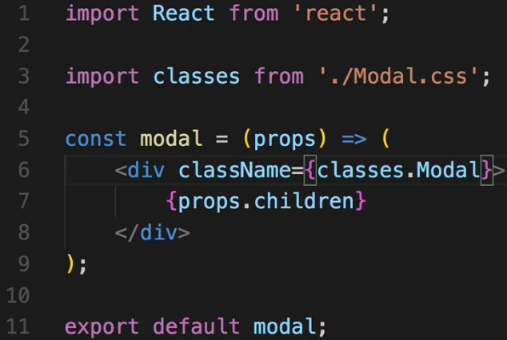 1 import React from 'react';
2
3 import classes from './Modal.css';
4
5 const modal = (props) => (
6     <div className={classes.Modal}>
7         {props.children}
8     </div>
9 );
10
11 export default modal;